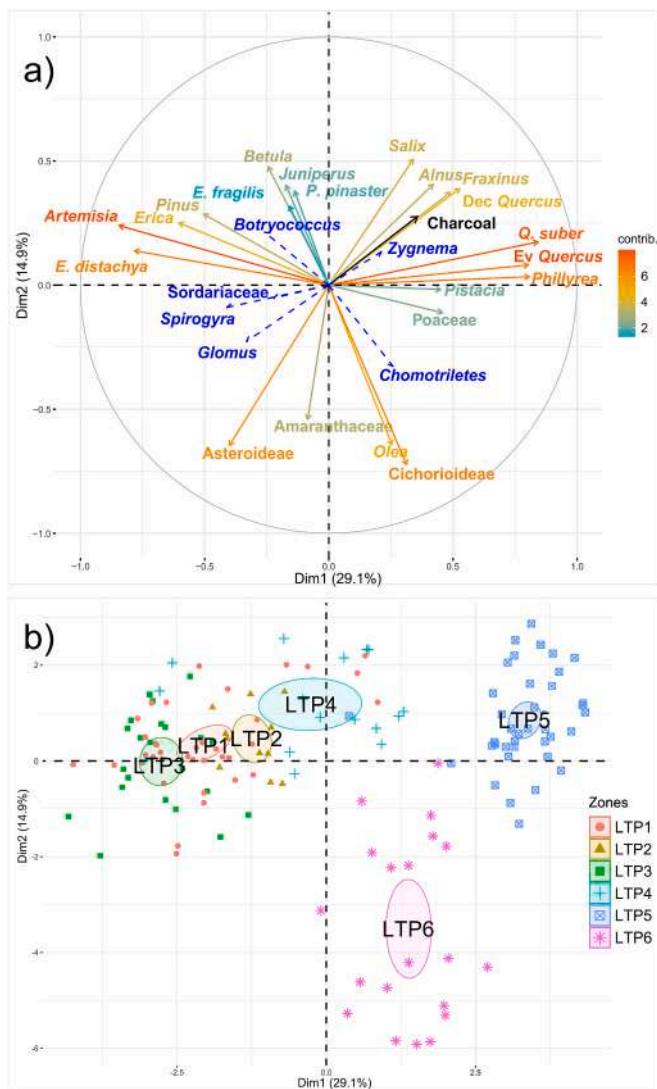 a)
1.0
0.5
0.0
−0.5
−1.0
Dim2 (14.9%)
Salix
Betula
Juniperus
Alnus
Fraxinus
E. fragilis
P. pinaster
Dec Quercus
Pinus
Charcoal
Artemisia
Erica
Botryococcus
Zygnema
Q. suber
E. distachya
Ev Quercus
Phillyrea
Sordariaceae
Pistacia
Spirogyra
Poaceae
Glomus
Chomotriletes
Amaranthaceae
Asteroideae
Olea
Cichorioideae
contrib.
6
4
2
−1.0
−0.5
0.0
0.5
1.0
Dim1 (29.1%)
b)
2
0
−2
−4
−6
Dim2 (14.9%)
LTP4
LTP5
LTP1
LTP2
LTP3
LTP6
Zones
LTP1
LTP2
LTP3
LTP4
LTP5
LTP6
-2.5
0.0
2.5
Dim1 (29.1%)